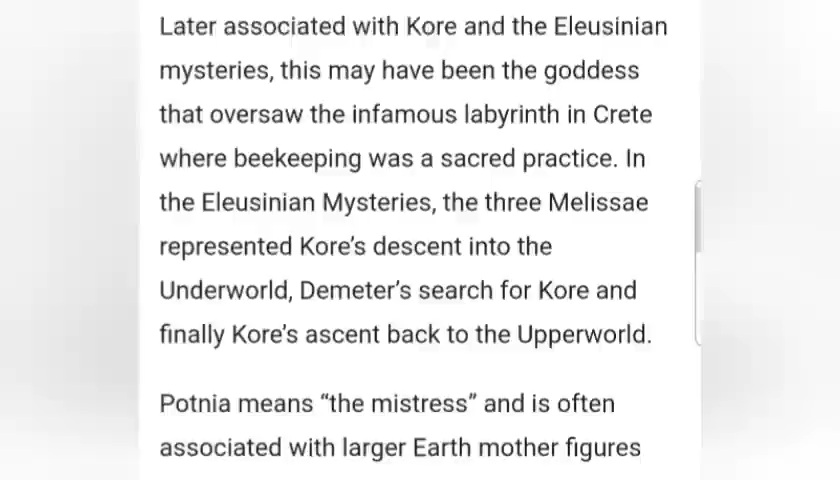 Later associated with Kore and the Eleusinian
mysteries, this may have been the goddess
that oversaw the infamous labyrinth in Crete
where beekeeping was a sacred practice. In
the Eleusinian Mysteries, the three Melissae
represented Kore’s descent into the
Underworld, Demeter’s search for Kore and
finally Kore’s ascent back to the Upperworld.
Potnia means “the mistress” and is often
associated with larger Earth mother figures